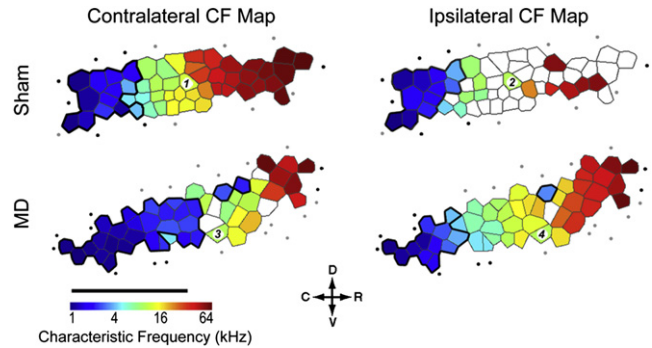 Contralateral CF Map
Ipsilateral CF Map
Sham
1
2
MD
3
4
D
C
R
V
1 4 16 64
Characteristic Frequency (kHz)